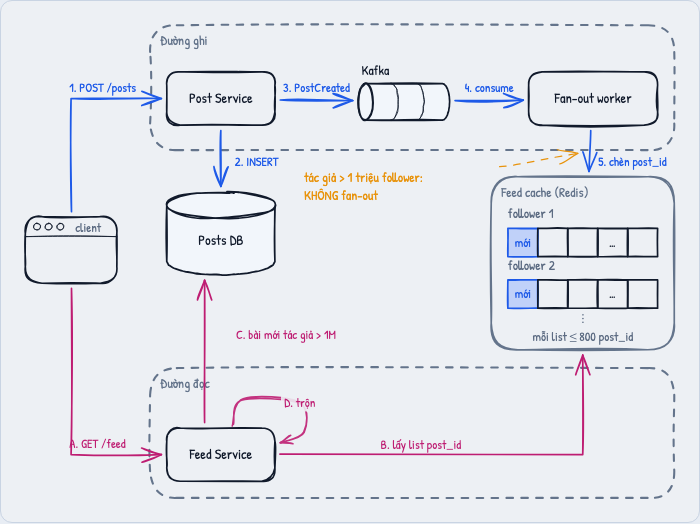 Đường ghi
1. POST /posts
Post Service
3. PostCreated
Kafka
4. consume
Fan-out worker
2. INSERT
tác giả > 1 triệu follower:
KHÔNG fan-out
5. chèn post_id
Feed cache (Redis)
follower 1
mới
...
follower 2
mới
...
⋮
mỗi list ≤ 800 post_id
client
Posts DB
C. bài mới tác giả > 1M
Đường đọc
D. trộn
A. GET /feed
Feed Service
B. lấy list post_id